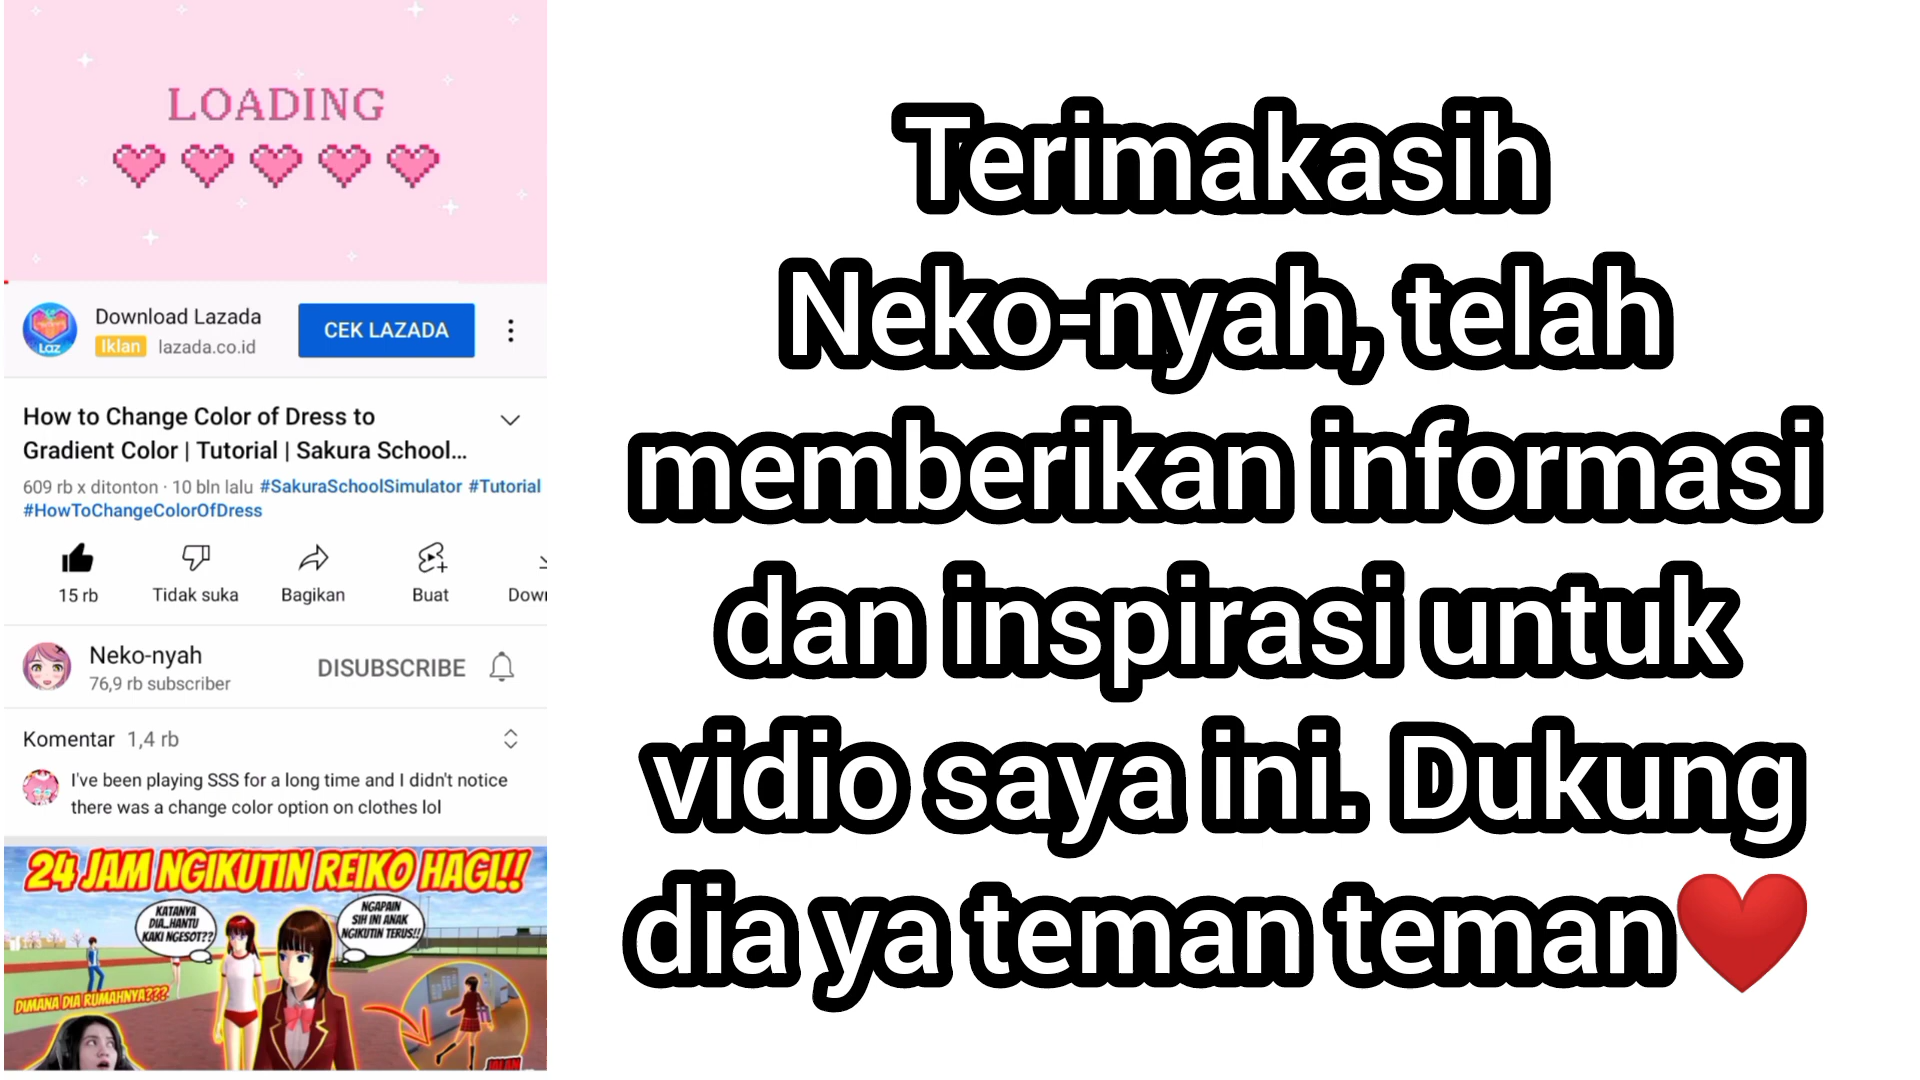 LOADING
Download Lazada
Iklan lazada.co.id
CEK LAZADA
Laz
How to Change Color of Dress to
Gradient Color | Tutorial | Sakura School...
609 rb x ditonton · 10 bln lalu #SakuraSchoolSimulator #Tutorial
#HowToChangeColorOfDress
15 rb
Tidak suka
Bagikan
Buat
Neko-nyah
76,9 rb subscriber
DISUBSCRIBE
Komentar 1,4 rb
I've been playing SSS for a long time and I didn't notice
there was a change color option on clothes lol
24 JAM NGIKUTIN REIKO HAGI!!
KATANYA
DIA..HANTU
KAKI NGESOT??
NGAPAIN
SIH INI ANAK
NGIKUTIN TERUS!!
DIMANA DIA RUMAHNYA???
Terimakasih
Neko-nyah, telah
memberikan informasi
dan inspirasi untuk
vidio saya ini. Dukung
dia ya teman teman❤️